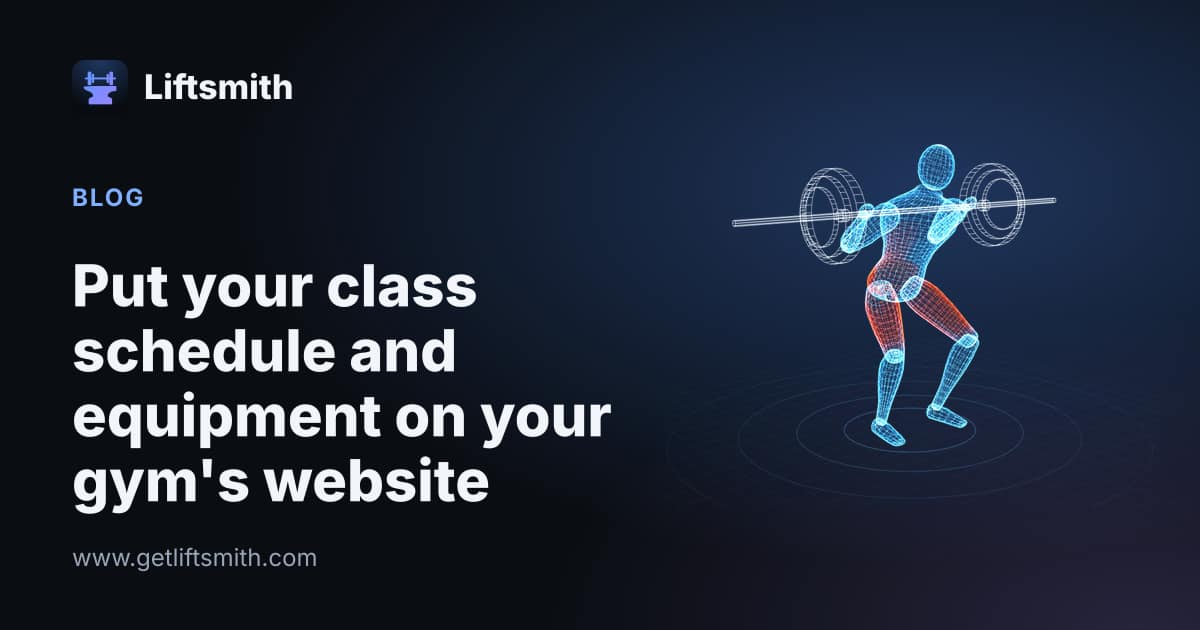 Liftsmith
BLOG
Put your class
schedule and
equipment on your
gym's website
www.getliftsmith.com